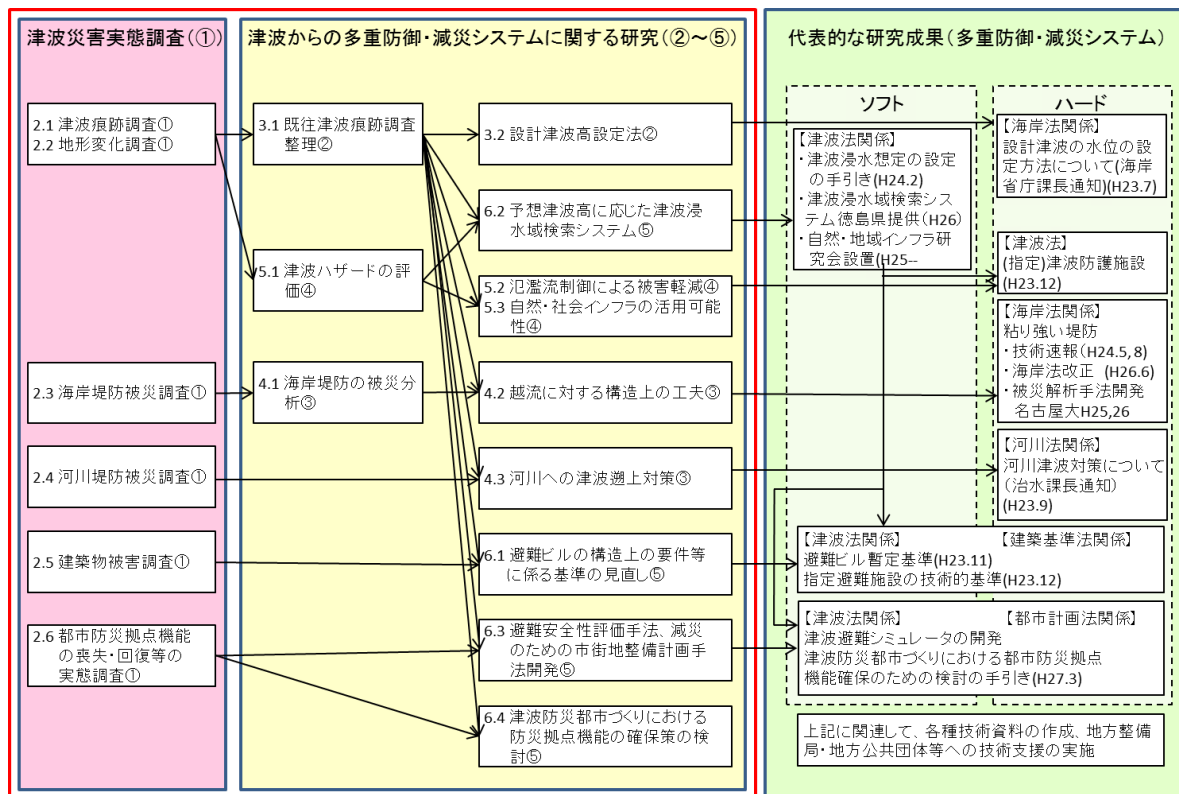 津波災害実態調査(①)
2.1 津波痕跡調査①
2.2 地形変化調査①
2.3 海岸堤防被災調査①
2.4 河川堤防被災調査①
2.5 建築物被害調査①
2.6 都市防災拠点機能
の喪失・回復等の
実態調査①
津波からの多重防御・減災システムに関する研究(②～⑤)
3.1 既往津波痕跡調査
整理②
5.1 津波ハザードの評
価④
4.1 海岸堤防の被災分
析③
3.2 設計津波高設定法②
6.2 予想津波高に応じた津波浸
水域検索システム⑤
5.2 氾濫流制御による被害軽減④
5.3 自然・社会インフラの活用可能
性④
4.2 越流に対する構造上の工夫③
4.3 河川への津波遡上対策③
6.1 避難ビルの構造上の要件等
に係る基準の見直し⑤
6.3 避難安全性評価手法、減災
のための市街地整備計画手
法開発⑤
6.4 津波防災都市づくりにおける
防災拠点機能の確保策の検
討⑤
代表的な研究成果(多重防御・減災システム)
ソフト
【津波法関係】
・津波浸水想定の設定
の手引き(H24.2)
・津波浸水域検索シス
テム徳島県提供(H26)
・自然・地域インフラ研
究会設置(H25--
ハード
【海岸法関係】
設計津波の水位の設
定方法について(海岸
省庁課長通知)(H23.7)
【津波法】
(指定)津波防護施設
(H23.12)
【海岸法関係】
粘り強い堤防
・技術速報(H24.5,8)
・海岸法改正 (H26.6)
・被災解析手法開発
名古屋大H25,26
【河川法関係】
河川津波対策について
(治水課長通知)
(H23.9)
【津波法関係】 【建築基準法関係】
避難ビル暫定基準(H23.11)
指定避難施設の技術的基準(H23.12)
【津波法関係】 【都市計画法関係】
津波避難シミュレータの開発
津波防災都市づくりにおける都市防災拠点
機能確保のための検討の手引き(H27.3)
上記に関連して、各種技術資料の作成、地方整備
局・地方公共団体等への技術支援の実施